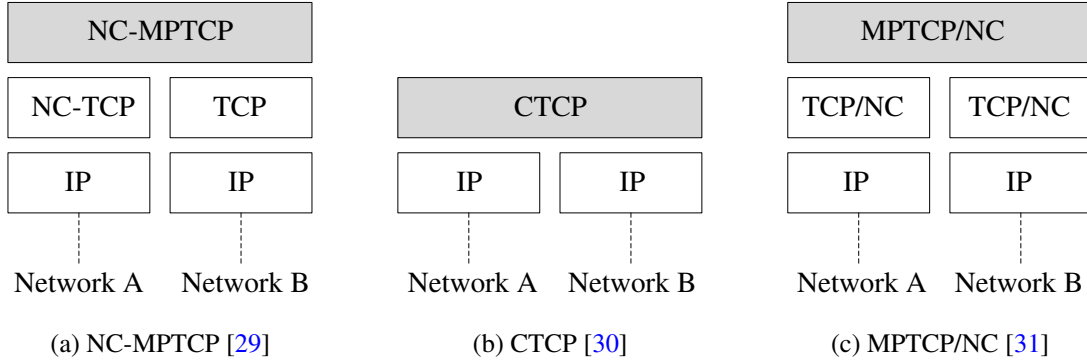 NC-MPTCP
NC-TCP TCP
IP IP
Network A Network B
(a) NC-MPTCP [29]
CTCP
IP IP
Network A Network B
(b) CTCP [30]
MPTCP/NC
TCP/NC TCP/NC
IP IP
Network A Network B
(c) MPTCP/NC [31]